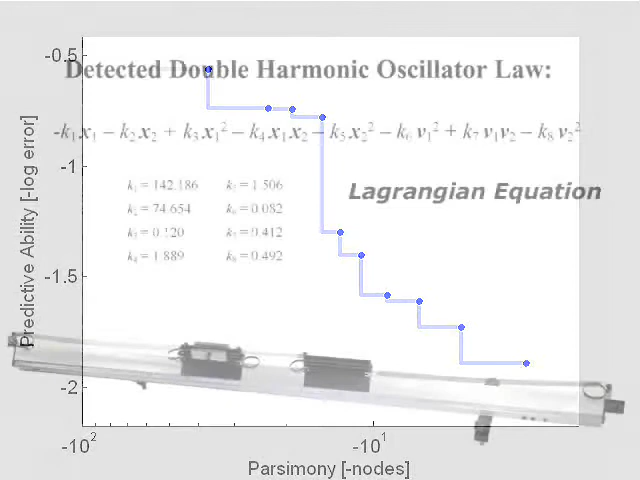 -0.5
Detected Double Harmonic Oscillator Law:
-k₁x₁ − k₂x₂ + k₃x₁² − k₄x₁x₂ − k₅x₂² − k₆v₁² + k₇v₁v₂ − k₈v₂²
-1
k₁ = 142.186 k₅ = 1.506
Lagrangian Equation
k₂ = 74.654 k₆ = 0.082
k₃ = 0.120 k₇ = 0.412
k₄ = 1.889 k₈ = 0.492
Predictive Ability [-log error]
-1.5
-2
-10² -10¹
Parsimony [-nodes]